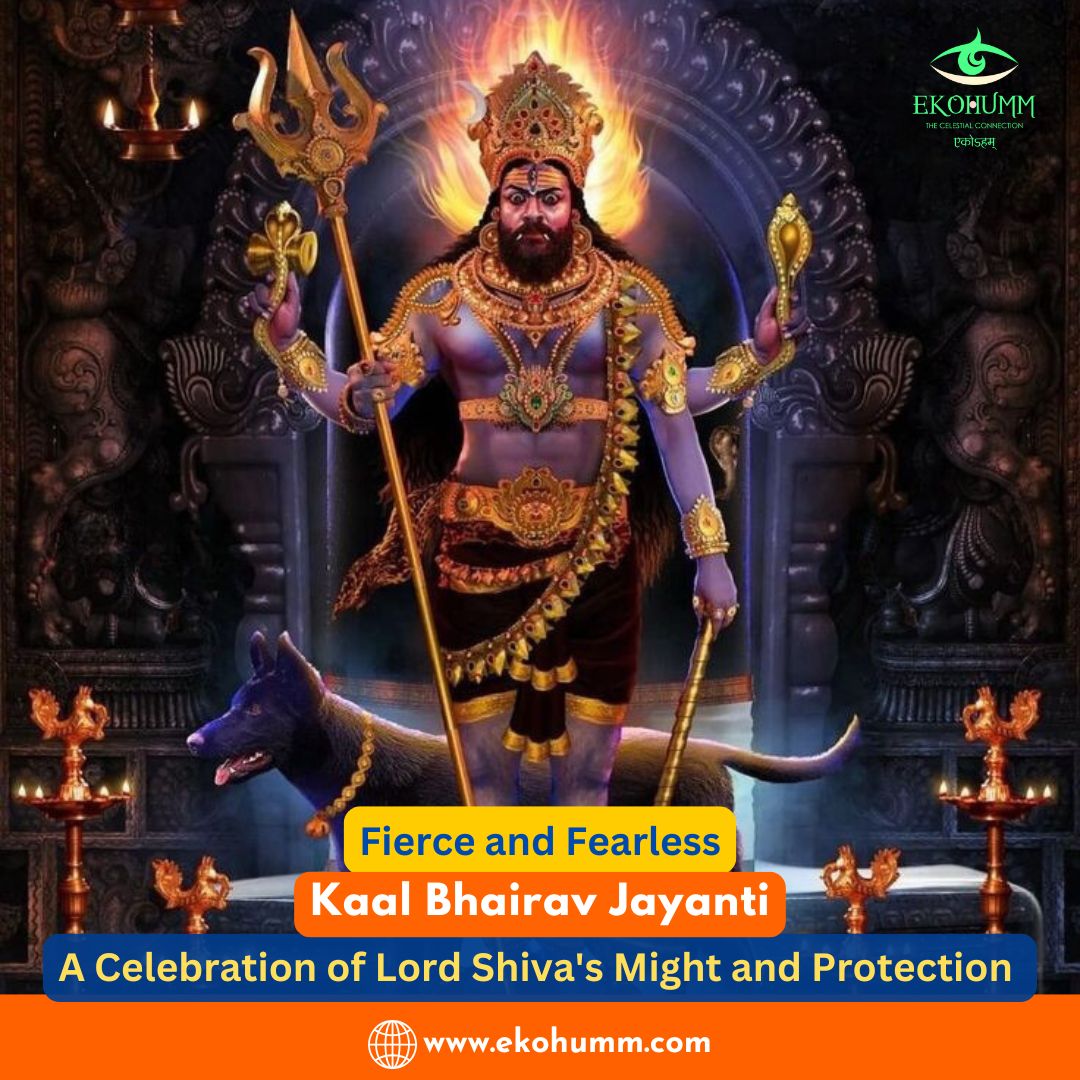 EKOHUMM
THE CELESTIAL CONNECTION
एकोऽहम्
Fierce and Fearless
Kaal Bhairav Jayanti
A Celebration of Lord Shiva's Might and Protection
www.ekohumm.com